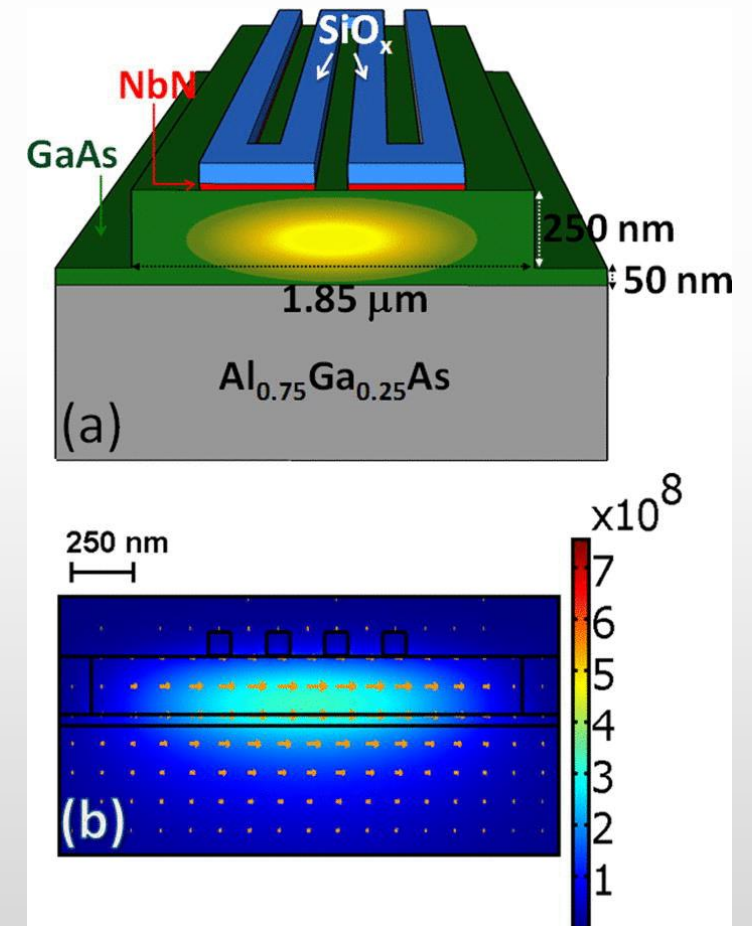 SiOx
NbN
GaAs
250 nm
50 nm
1.85 μm
Al0.75Ga0.25As
(a)
x10^8
250 nm
7
6
5
4
3
2
1
(b)